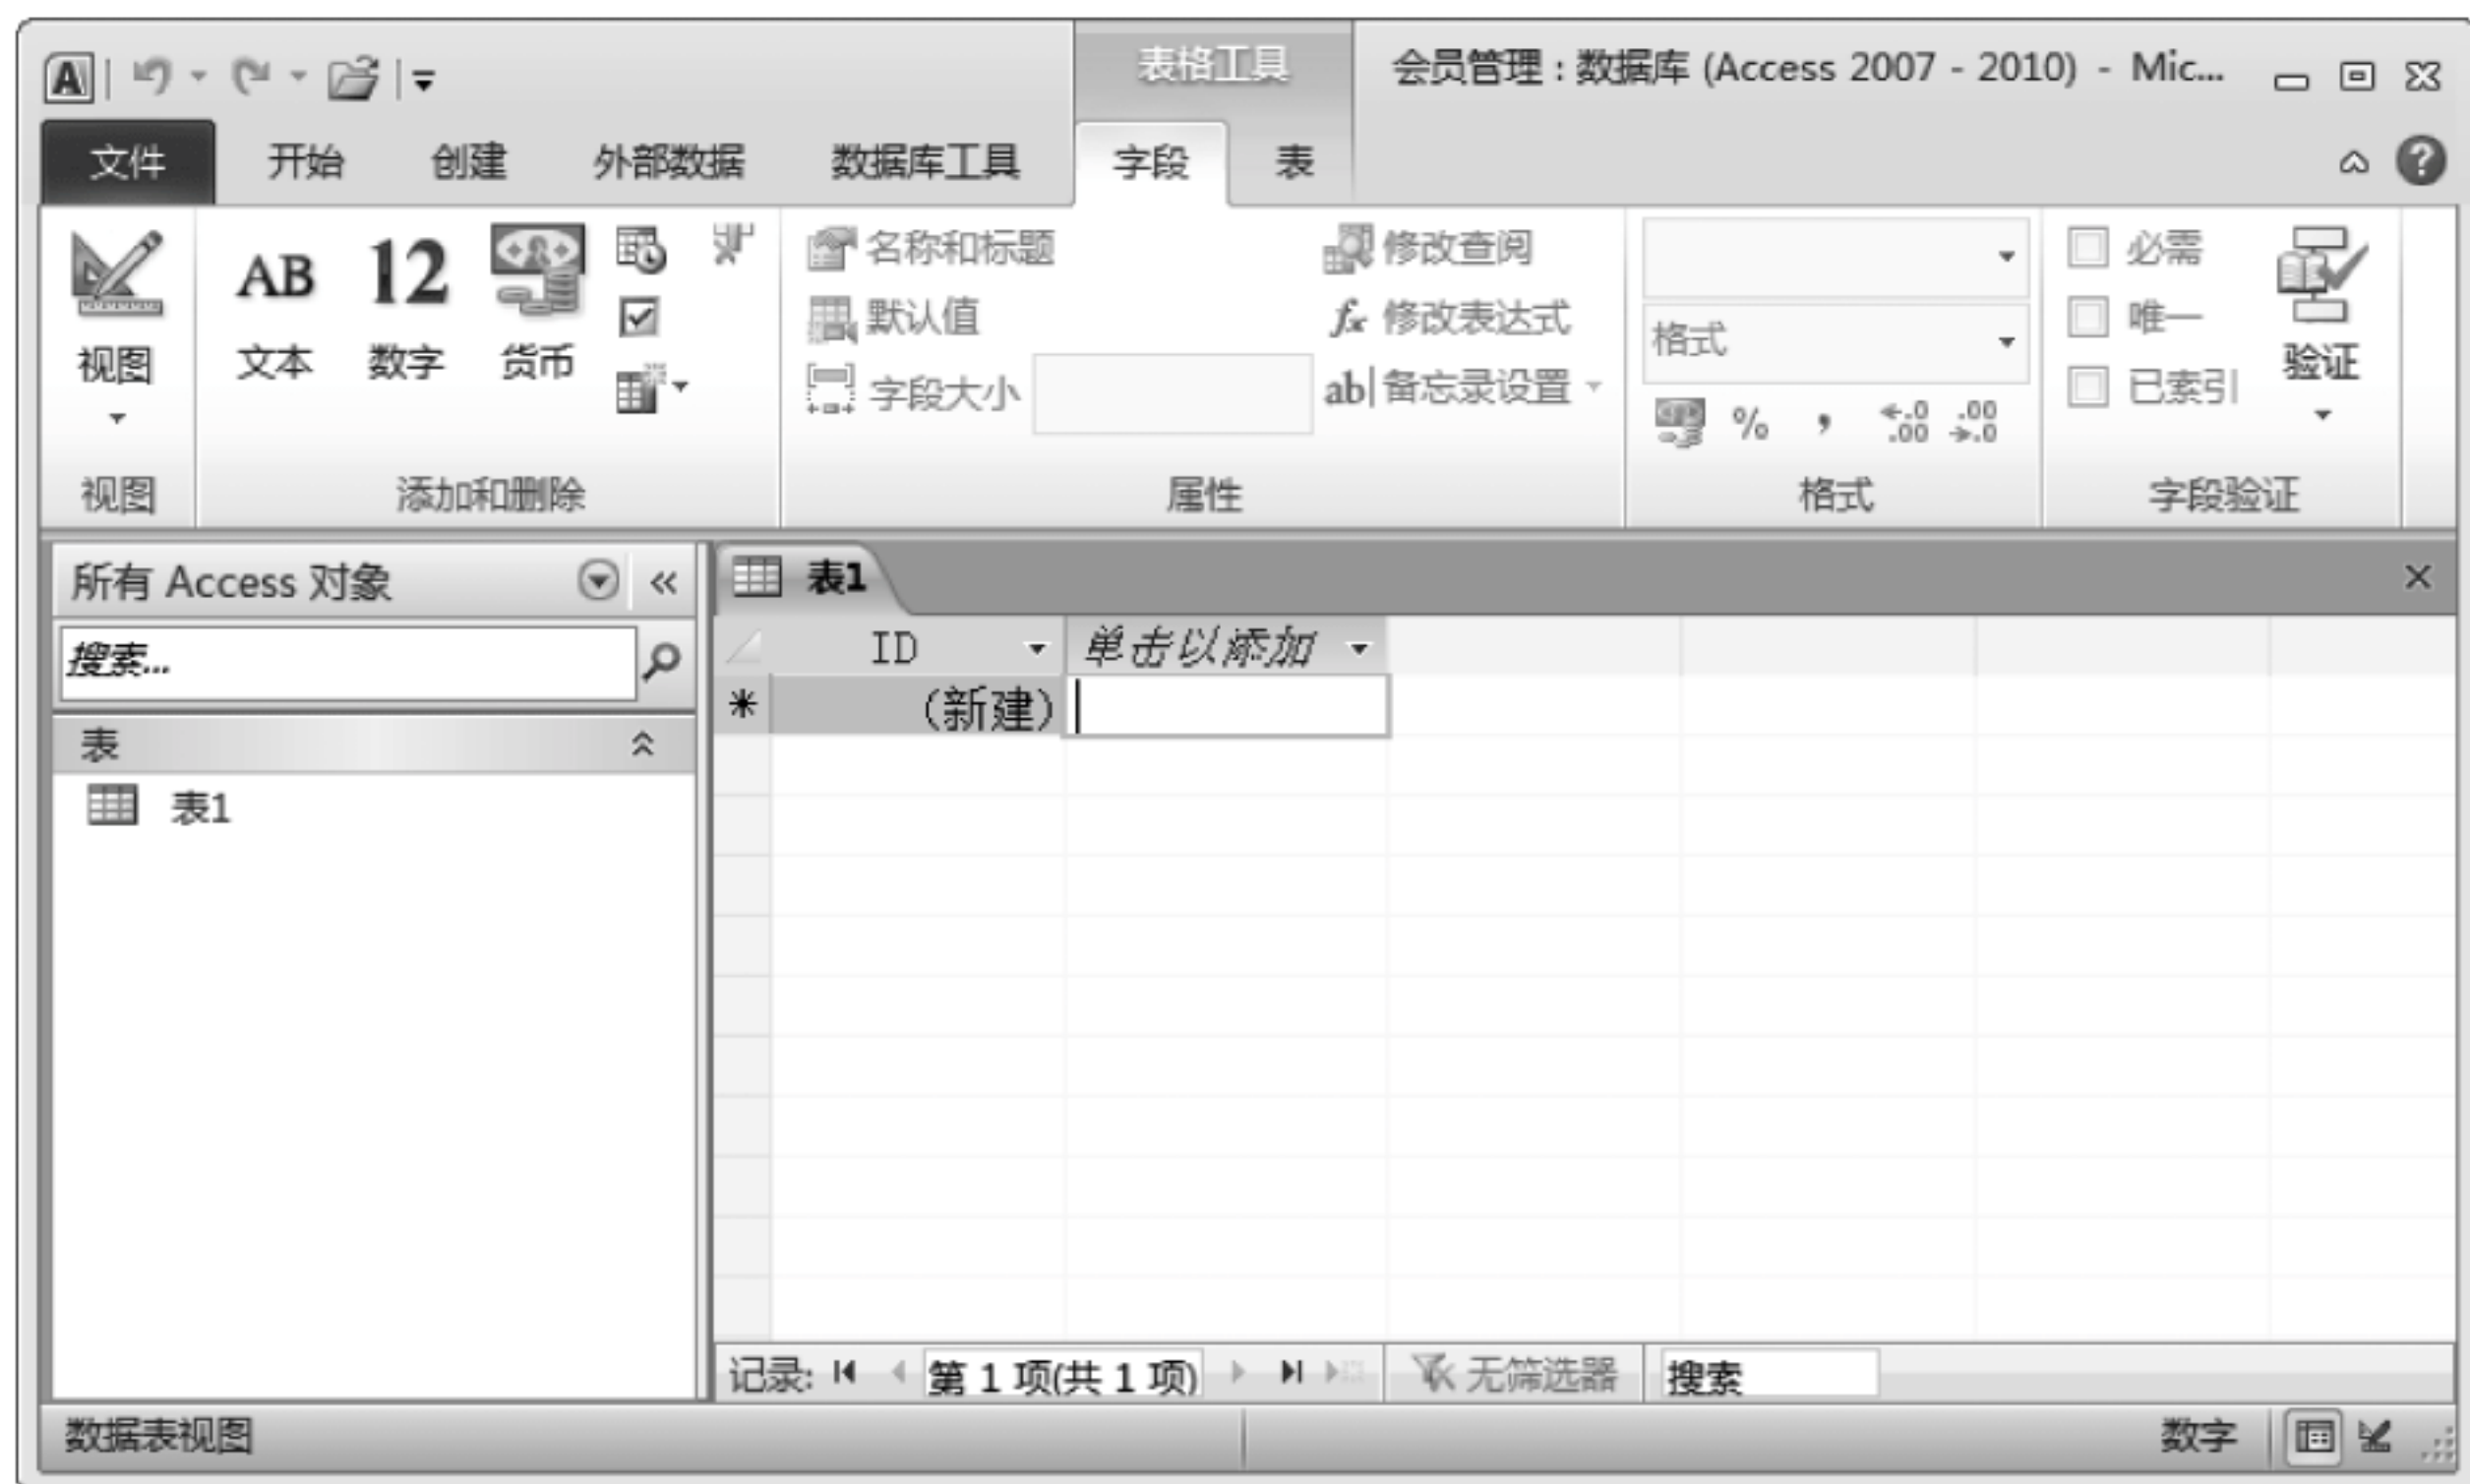 表格工具
会员管理 : 数据库 (Access 2007 - 2010) - Mic...
文件 开始 创建 外部数据 数据库工具 字段 表
AB 12 名称和标题 修改查阅 必需
默认值 fx 修改表达式 格式 唯一
视图 文本 数字 货币 字段大小 ab| 备忘录设置 已索引 验证
% , .0 .00 .00 .0
视图 添加和删除 属性 格式 字段验证
所有 Access 对象 «
表1
搜索...
ID 单击以添加
* (新建)
表
表1
记录: 第 1 项(共 1 项) 无筛选器 搜索
数据表视图 数字